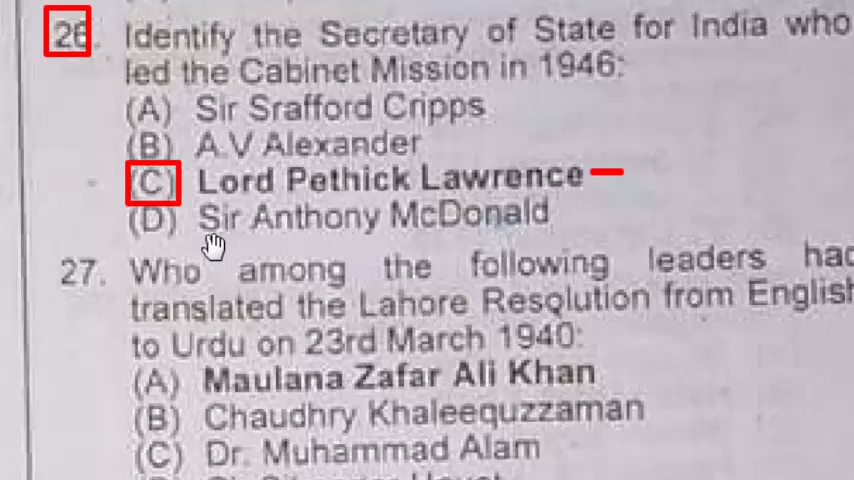 26. Identify the Secretary of State for India who
led the Cabinet Mission in 1946:
(A) Sir Srafford Cripps
(B) A.V Alexander
(C) Lord Pethick Lawrence
(D) Sir Anthony McDonald
27. Who among the following leaders had
translated the Lahore Resolution from English
to Urdu on 23rd March 1940:
(A) Maulana Zafar Ali Khan
(B) Chaudhry Khaleequzzaman
(C) Dr. Muhammad Alam